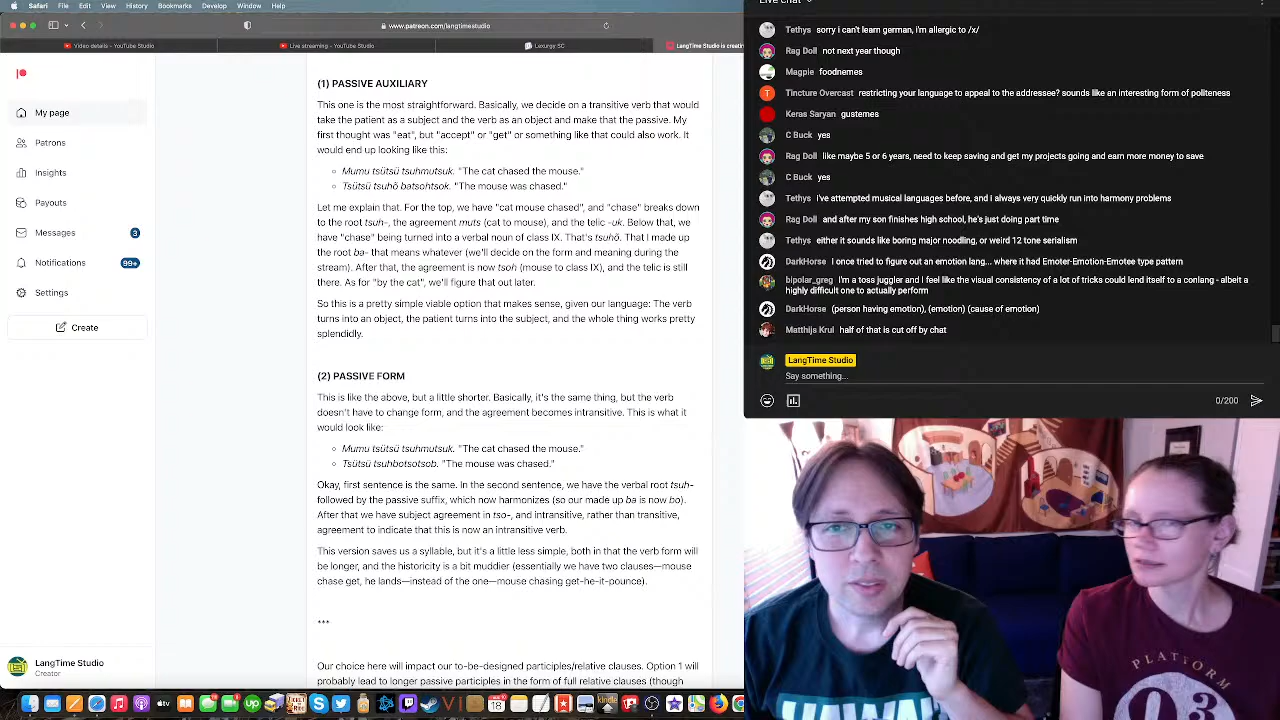 Safari File Edit View History Bookmarks Develop Window Help
www.patreon.com/langtimestudio
Video details - YouTube Studio
Live streaming - YouTube Studio
Lexurgy SC
LangTime Studio is creatin
My page
Patrons
Insights
Payouts
Messages 3
Notifications 99+
Settings
Create
LangTime Studio
Creator
(1) PASSIVE AUXILIARY
This one is the most straightforward. Basically, we decide on a transitive verb that would
take the patient as a subject and the verb as an object and make that the passive. My
first thought was "eat", but "accept" or "get" or something like that could also work. It
would end up looking like this:
Mumu tsütsü tsuhmutsuk. "The cat chased the mouse."
Tsütsü tsuhö batsohtsok. "The mouse was chased."
Let me explain that. For the top, we have "cat mouse chased", and "chase" breaks down
to the root tsuh-, the agreement muts (cat to mouse), and the telic -uk. Below that, we
have "chase" being turned into a verbal noun of class IX. That's tsuhö. That I made up
the root ba- that means whatever (we'll decide on the form and meaning during the
stream). After that, the agreement is now tsoh (mouse to class IX), and the telic is still
there. As for "by the cat", we'll figure that out later.
So this is a pretty simple viable option that makes sense, given our language: The verb
turns into an object, the patient turns into the subject, and the whole thing works pretty
splendidly.
(2) PASSIVE FORM
This is like the above, but a little shorter. Basically, it's the same thing, but the verb
doesn't have to change form, and the agreement becomes intransitive. This is what it
would look like:
Mumu tsütsü tsuhmutsuk. "The cat chased the mouse."
Tsütsü tsuhbotsotsob. "The mouse was chased."
Okay, first sentence is the same. In the second sentence, we have the verbal root tsuh-
followed by the passive suffix, which now harmonizes (so our made up ba is now bo).
After that we have subject agreement in tso-, and intransitive, rather than transitive,
agreement to indicate that this is now an intransitive verb.
This version saves us a syllable, but it's a little less simple, both in that the verb form will
be longer, and the historicity is a bit muddier (essentially we have two clauses—mouse
chase get, he lands—instead of the one—mouse chasing get-he-it-pounce).
***
Our choice here will impact our to-be-designed participles/relative clauses. Option 1 will
probably lead to longer passive participles in the form of full relative clauses (though
Live chat
Tethys sorry I can't learn german, i'm allergic to /x/
Rag Doll not next year though
Magpie foodnemes
Tincture Overcast restricting your language to appeal to the addressee? sounds like an interesting form of politeness
Keras Saryan gustemes
C Buck yes
Rag Doll like maybe 5 or 6 years, need to keep saving and get my projects going and earn more money to save
C Buck yes
Tethys i've attempted musical languages before, and i always very quickly run into harmony problems
Rag Doll and after my son finishes high school, he's just doing part time
Tethys either it sounds like boring major noodling, or weird 12 tone serialism
DarkHorse I once tried to figure out an emotion lang... where it had Emoter-Emotion-Emotee type pattern
bipolar_greg I'm a toss juggler and I feel like the visual consistency of a lot of tricks could lend itself to a conlang - albeit a
highly difficult one to actually perform
DarkHorse (person having emotion), (emotion) (cause of emotion)
Matthijs Krul half of that is cut off by chat
LangTime Studio
Say something...
0/200
PLATFORM